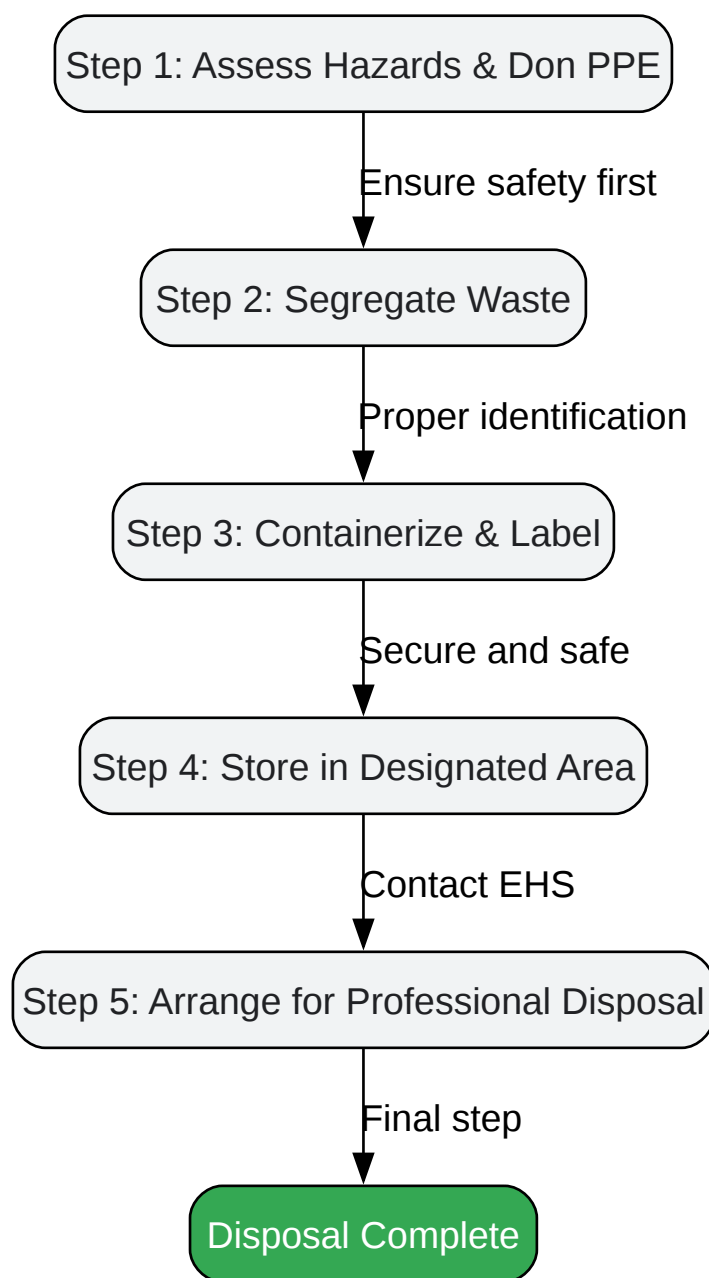 Step 1: Assess Hazards & Don PPE
Ensure safety first
Step 2: Segregate Waste
Proper identification
Step 3: Containerize & Label
Secure and safe
Step 4: Store in Designated Area
Contact EHS
Step 5: Arrange for Professional Disposal
Final step
Disposal Complete